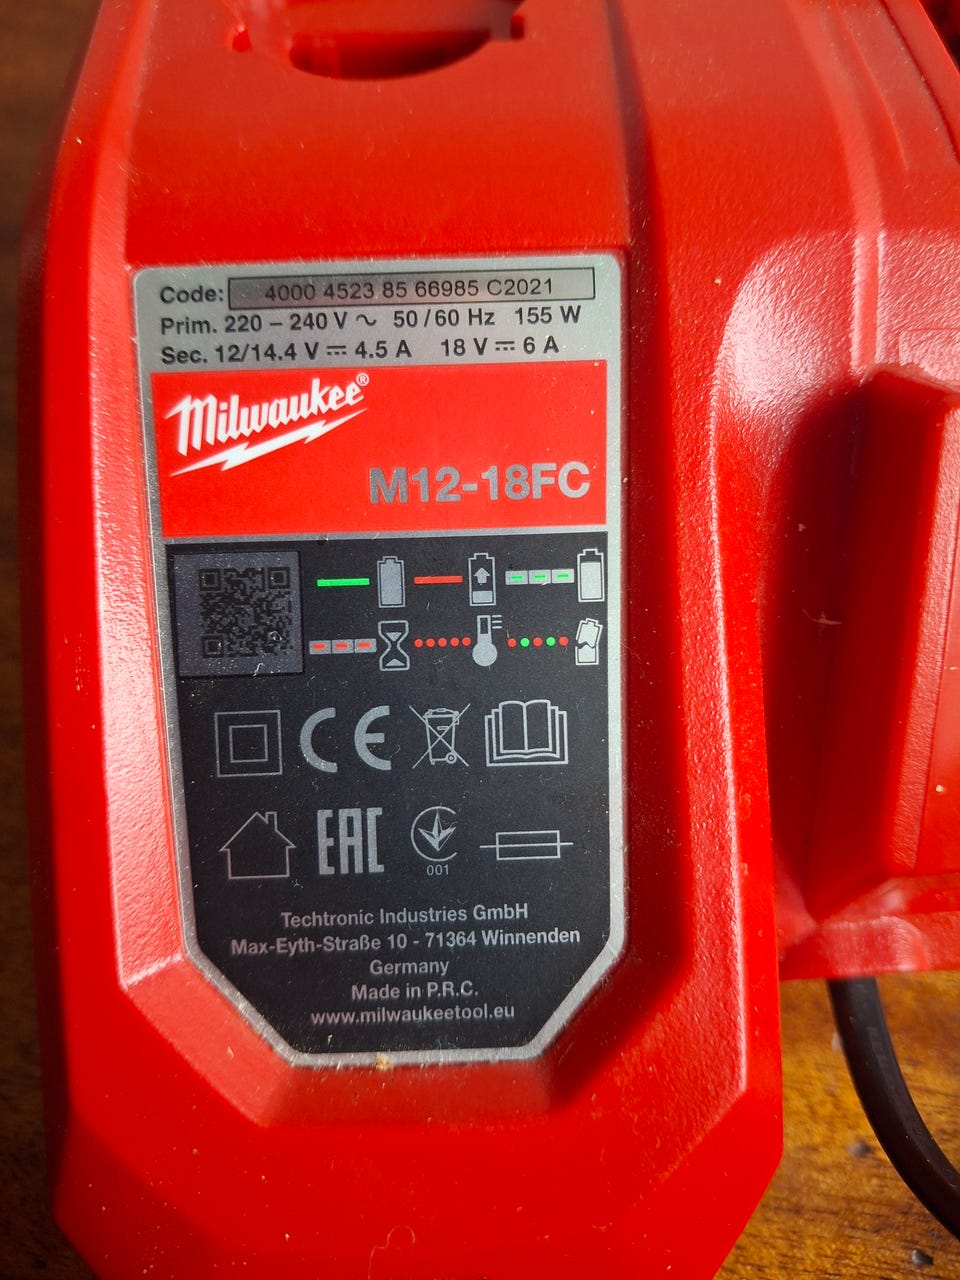 Code: 4000 4523 85 66985 C2021
Prim. 220 – 240 V ∿ 50/60 Hz 155 W
Sec. 12/14.4 V ⎓ 4.5 A 18 V ⎓ 6 A
Milwaukee®
M12-18FC
CE
EAC
001
Techtronic Industries GmbH
Max-Eyth-Straße 10 - 71364 Winnenden
Germany
Made in P.R.C.
www.milwaukeetool.eu